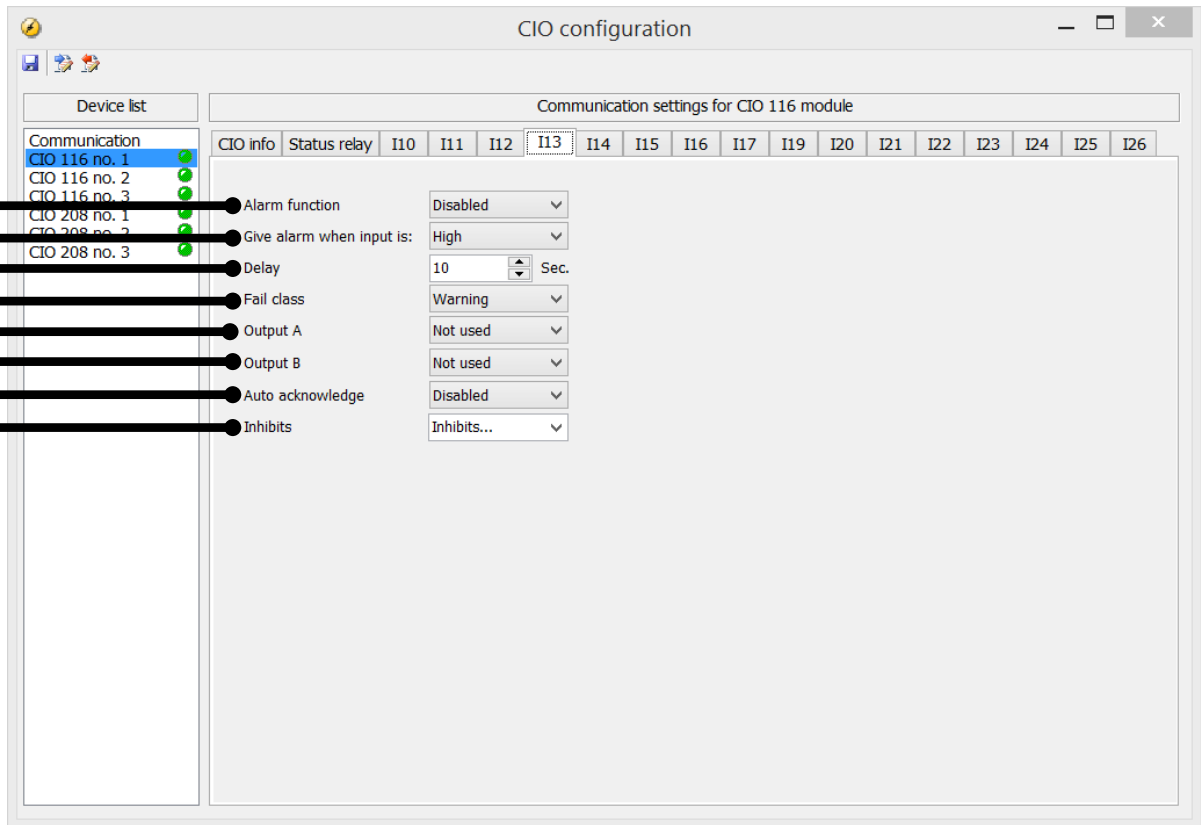 CIO configuration
Device list
Communication settings for CIO 116 module
Communication
CIO 116 no. 1
CIO 116 no. 2
CIO 116 no. 3
CIO 208 no. 1
CIO 208 no. 2
CIO 208 no. 3
CIO info Status relay I10 I11 I12 I13 I14 I15 I16 I17 I19 I20 I21 I22 I23 I24 I25 I26
Alarm function Disabled
Give alarm when input is: High
Delay 10 Sec.
Fail class Warning
Output A Not used
Output B Not used
Auto acknowledge Disabled
Inhibits Inhibits...